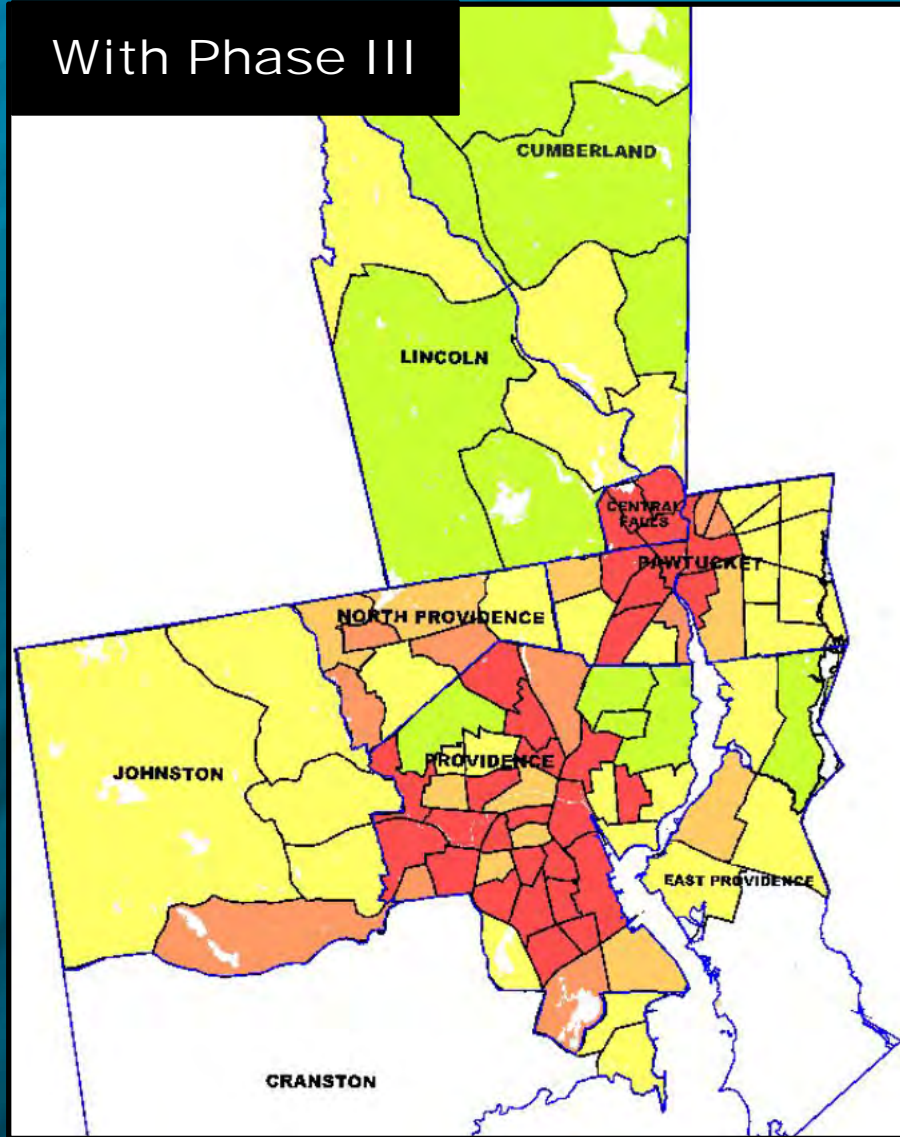 With Phase III
CUMBERLAND
LINCOLN
CENTRAL
FALLS
PAWTUCKET
NORTH PROVIDENCE
PROVIDENCE
JOHNSTON
EAST PROVIDENCE
CRANSTON